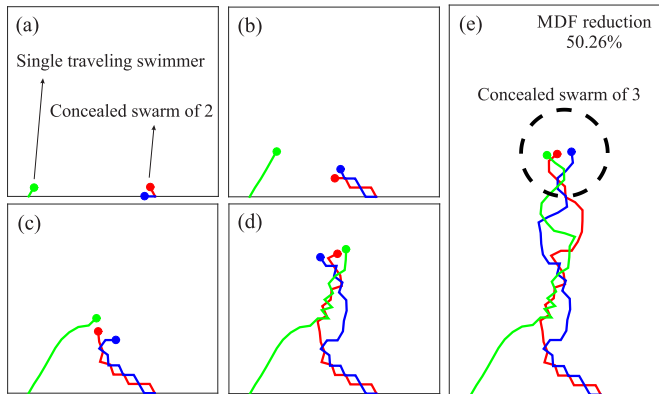 (a)
Single traveling swimmer
Concealed swarm of 2
(b)
(c)
(d)
(e)
MDF reduction
50.26%
Concealed swarm of 3